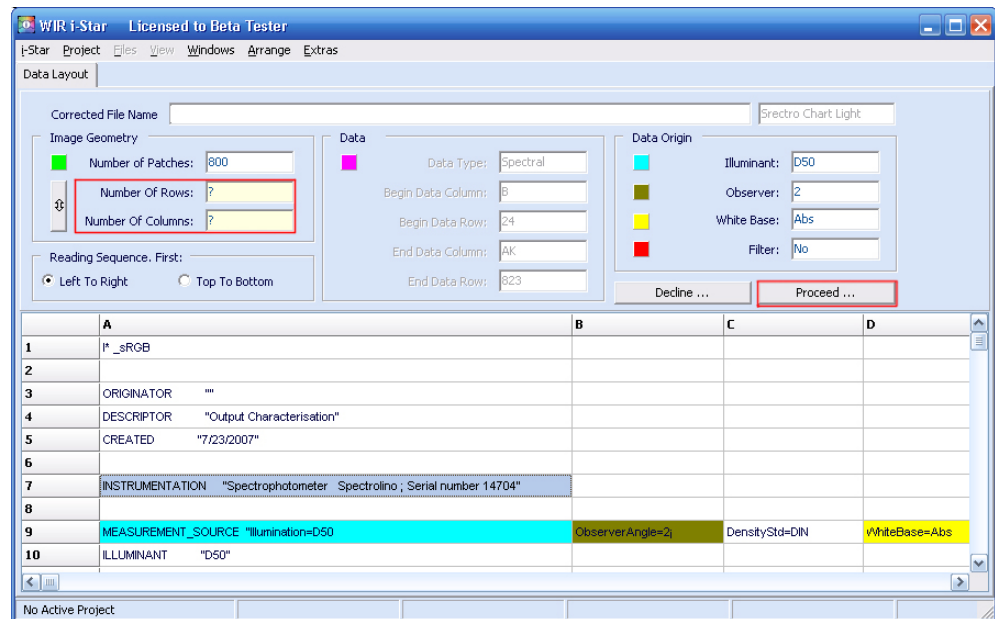 WIR i-Star Licensed to Beta Tester
i-Star Project Files View Windows Arrange Extras
Data Layout
Corrected File Name Srectro Chart Light
Image Geometry
Number of Patches: 800
Number Of Rows: ?
Number Of Columns: ?
Reading Sequence. First:
Left To Right Top To Bottom
Data
Data Type: Spectral
Begin Data Column: B
Begin Data Row: 24
End Data Column: AK
End Data Row: 823
Data Origin
Illuminant: D50
Observer: 2
White Base: Abs
Filter: No
Decline ... Proceed ...
A B C D
1 I* _sRGB
2
3 ORIGINATOR ""
4 DESCRIPTOR "Output Characterisation"
5 CREATED "7/23/2007"
6
7 INSTRUMENTATION "Spectrophotometer Spectrolino ; Serial number 14704"
8
9 MEASUREMENT_SOURCE "Illumination=D50 ObserverAngle=2; DensityStd=DIN WhiteBase=Abs
10 ILLUMINANT "D50"
No Active Project